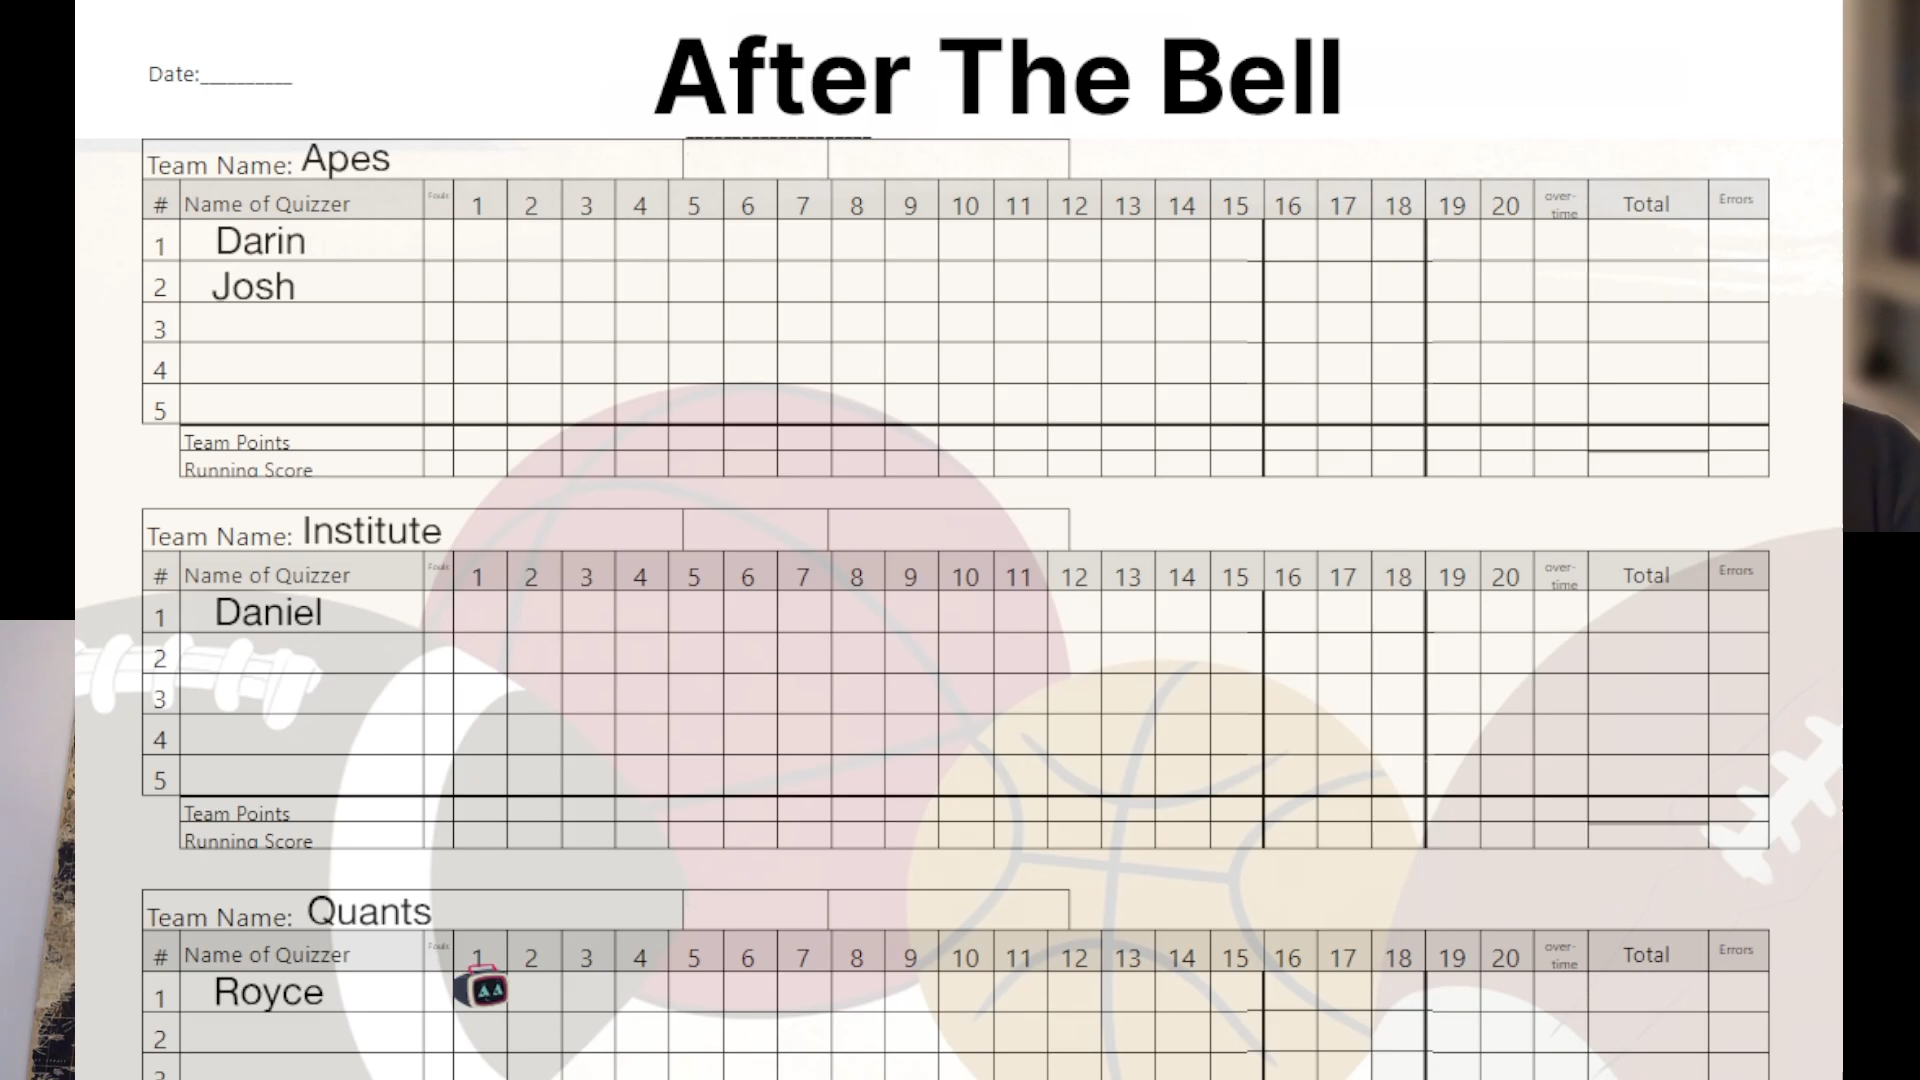 After The Bell
Date:__________
Team Name: Apes
# Name of Quizzer Fouls 1 2 3 4 5 6 7 8 9 10 11 12 13 14 15 16 17 18 19 20 over-time Total Errors
1 Darin
2 Josh
3
4
5
Team Points
Running Score
Team Name: Institute
# Name of Quizzer Fouls 1 2 3 4 5 6 7 8 9 10 11 12 13 14 15 16 17 18 19 20 over-time Total Errors
1 Daniel
2
3
4
5
Team Points
Running Score
Team Name: Quants
# Name of Quizzer Fouls 1 2 3 4 5 6 7 8 9 10 11 12 13 14 15 16 17 18 19 20 over-time Total Errors
1 Royce
2
3